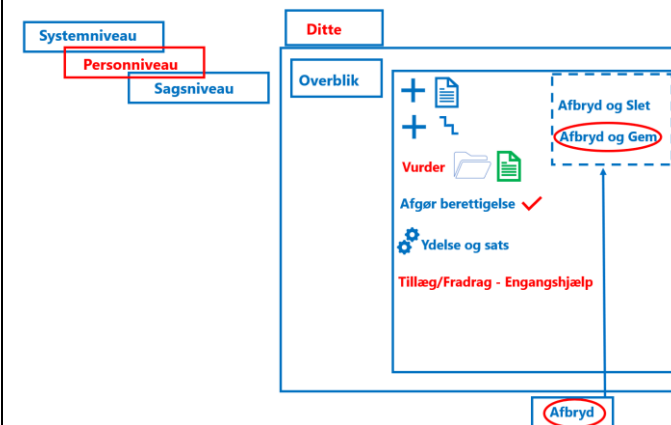 Systemniveau
Personniveau
Sagsniveau
Ditte
Overblik
Afbryd og Slet
Afbryd og Gem
Vurder
Afgør berettigelse
Ydelse og sats
Tillæg/Fradrag - Engangshjælp
Afbryd